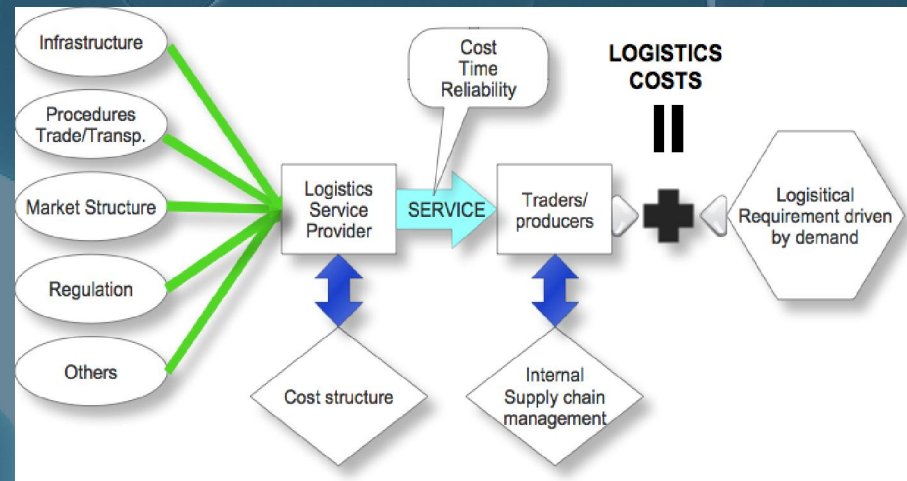 Infrastructure
Procedures
Trade/Transp.
Market Structure
Regulation
Others
Logistics
Service
Provider
Cost structure
SERVICE
Cost
Time
Reliability
Traders/
producers
Internal
Supply chain
management
LOGISTICS
COSTS
Logisitical
Requirement driven
by demand